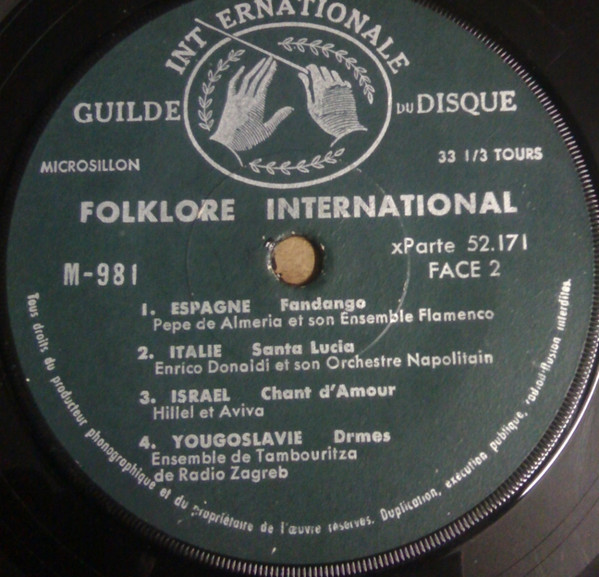 INTERNATIONALE
GUILDE DU DISQUE
MICROSILLON
33 1/3 TOURS
FOLKLORE INTERNATIONAL
xParte 52.171
M-981
FACE 2
1. ESPAGNE Fandango
Pepe de Almeria et son Ensemble Flamenco
2. ITALIE Santa Lucia
Enrico Donaldi et son Orchestre Napolitain
3. ISRAEL Chant d'Amour
Hillel et Aviva
4. YOUGOSLAVIE Drmes
Ensemble de Tambouritza
de Radio Zagreb
Tous droits du producteur phonographique et du propriétaire de l'œuvre réservés. Duplication, exécution publique, radio-diffusion interdites.